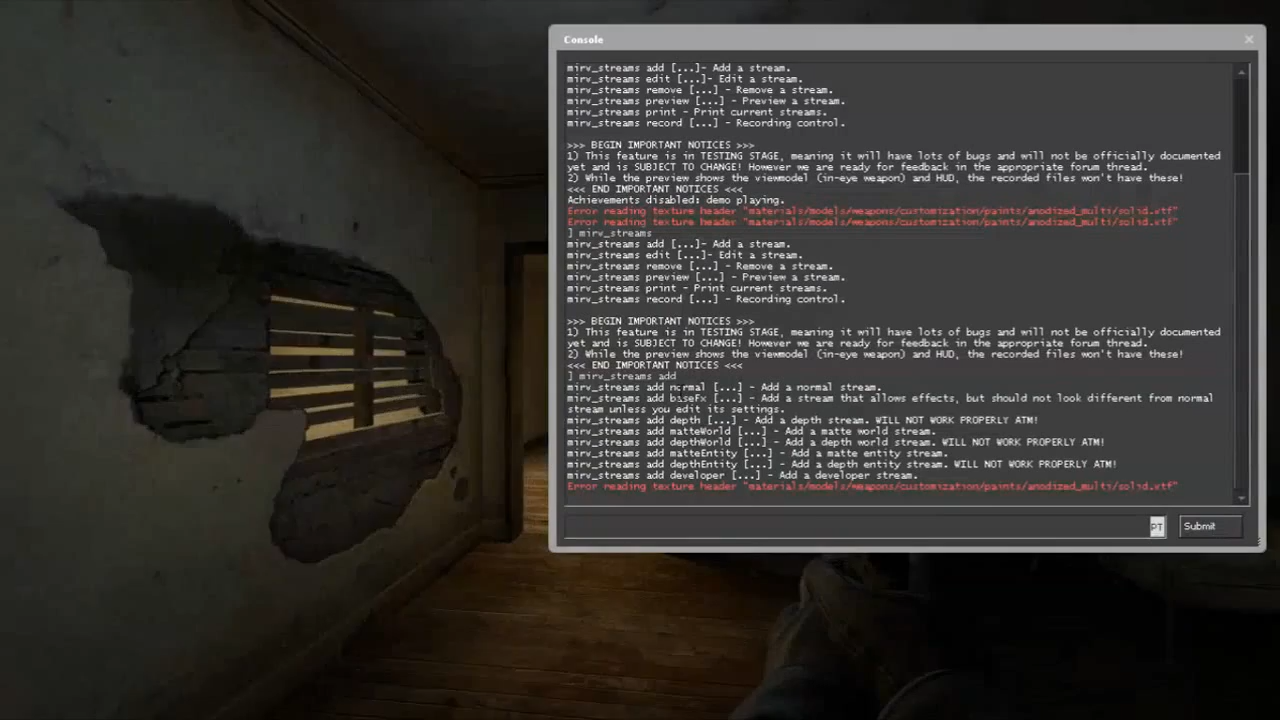 Console
mirv_streams add [...]- Add a stream.
mirv_streams edit [...]- Edit a stream.
mirv_streams remove [...] - Remove a stream.
mirv_streams preview [...] - Preview a stream.
mirv_streams print - Print current streams.
mirv_streams record [...] - Recording control.
>>> BEGIN IMPORTANT NOTICES >>>
1) This feature is in TESTING STAGE, meaning it will have lots of bugs and will not be officially documented
yet and is SUBJECT TO CHANGE! However we are ready for feedback in the appropriate forum thread.
2) While the preview shows the viewmodel (in-eye weapon) and HUD, the recorded files won't have these!
<<< END IMPORTANT NOTICES <<<
Achievements disabled: demo playing.
Error reading texture header "materials/models/weapons/customization/paints/anodized_multi/solid.vtf"
Error reading texture header "materials/models/weapons/customization/paints/anodized_multi/solid.vtf"
] mirv_streams
mirv_streams add [...]- Add a stream.
mirv_streams edit [...]- Edit a stream.
mirv_streams remove [...] - Remove a stream.
mirv_streams preview [...] - Preview a stream.
mirv_streams print - Print current streams.
mirv_streams record [...] - Recording control.
>>> BEGIN IMPORTANT NOTICES >>>
1) This feature is in TESTING STAGE, meaning it will have lots of bugs and will not be officially documented
yet and is SUBJECT TO CHANGE! However we are ready for feedback in the appropriate forum thread.
2) While the preview shows the viewmodel (in-eye weapon) and HUD, the recorded files won't have these!
<<< END IMPORTANT NOTICES <<<
] mirv_streams add
mirv_streams add normal [...] - Add a normal stream.
mirv_streams add baseFx [...] - Add a stream that allows effects, but should not look different from normal
stream unless you edit its settings.
mirv_streams add depth [...] - Add a depth stream. WILL NOT WORK PROPERLY ATM!
mirv_streams add matteWorld [...] - Add a matte world stream.
mirv_streams add depthWorld [...] - Add a depth world stream. WILL NOT WORK PROPERLY ATM!
mirv_streams add matteEntity [...] - Add a matte entity stream.
mirv_streams add depthEntity [...] - Add a depth entity stream. WILL NOT WORK PROPERLY ATM!
mirv_streams add developer [...] - Add a developer stream.
Error reading texture header "materials/models/weapons/customization/paints/anodized_multi/solid.vtf"
PT
Submit